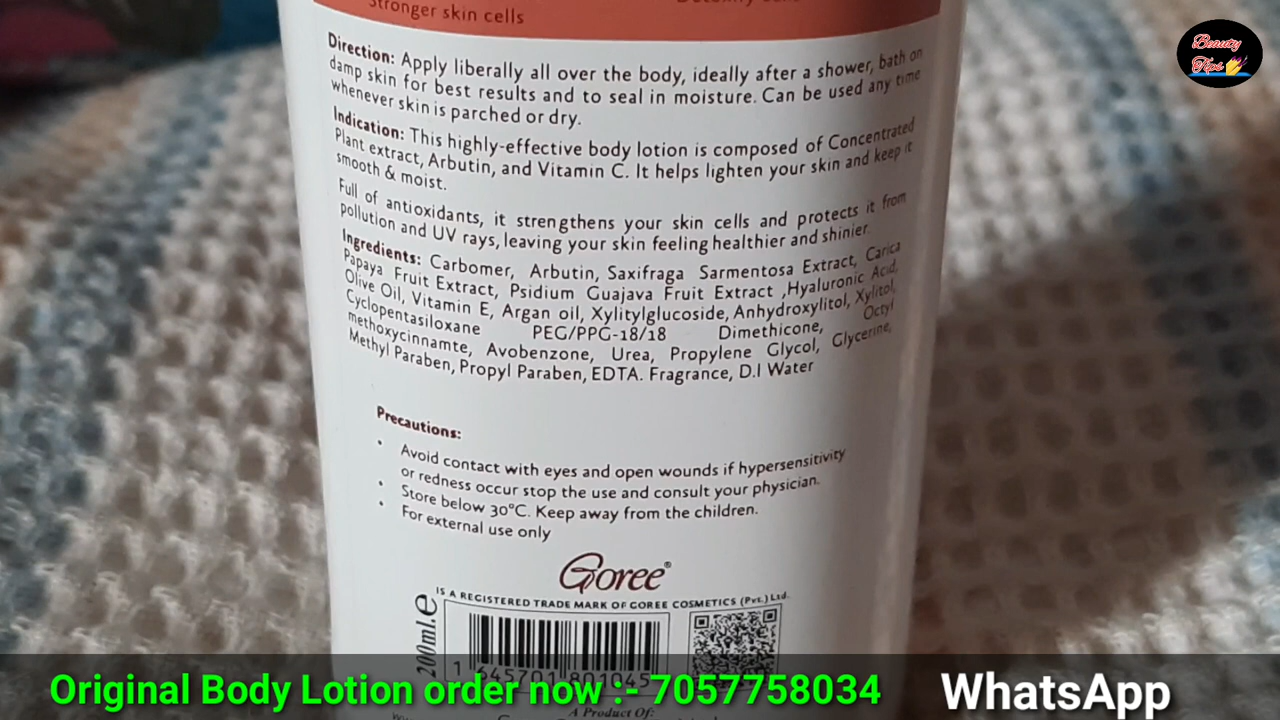 Stronger skin cells
Beauty
Tips
Direction: Apply liberally all over the body, ideally after a shower, bath on
damp skin for best results and to seal in moisture. Can be used any time
whenever skin is parched or dry.
Indication: This highly-effective body lotion is composed of Concentrated
Plant extract, Arbutin, and Vitamin C. It helps lighten your skin and keep it
smooth & moist.
Full of antioxidants, it strengthens your skin cells and protects it from
pollution and UV rays, leaving your skin feeling healthier and shinier.
Ingredients: Carbomer, Arbutin, Saxifraga Sarmentosa Extract, Carica
Papaya Fruit Extract, Psidium Guajava Fruit Extract ,Hyaluronic Acid,
Olive Oil, Vitamin E, Argan oil, Xylitylglucoside, Anhydroxylitol, Xylitol,
Cyclopentasiloxane PEG/PPG-18/18 Dimethicone, Octyl
methoxycinnamte, Avobenzone, Urea, Propylene Glycol, Glycerine,
Methyl Paraben, Propyl Paraben, EDTA. Fragrance, D.I Water
Precautions:
• Avoid contact with eyes and open wounds if hypersensitivity
or redness occur stop the use and consult your physician.
• Store below 30°C. Keep away from the children.
• For external use only
Goree®
IS A REGISTERED TRADE MARK OF GOREE COSMETICS (Pvt.) Ltd.
200ml.e
Original Body Lotion order now :- 7057758034 WhatsApp
A Product Of: